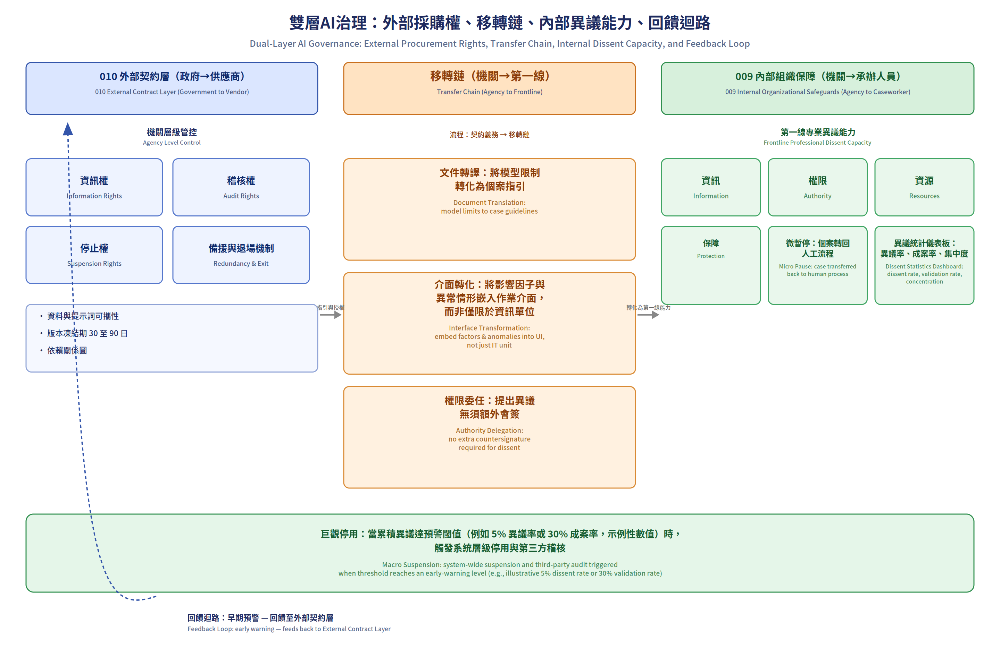 雙層AI治理：外部採購權、移轉鏈、內部異議能力、回饋迴路
Dual-Layer AI Governance: External Procurement Rights, Transfer Chain, Internal Dissent Capacity, and Feedback Loop
010 外部契約層（政府→供應商）
010 External Contract Layer (Government to Vendor)
機關層級管控
Agency Level Control
資訊權
Information Rights
稽核權
Audit Rights
停止權
Suspension Rights
備援與退場機制
Redundancy & Exit
• 資料與提示詞可攜性
• 版本凍結期 30 至 90 日
• 依賴關係圖
指引與授權
移轉鏈（機關→第一線）
Transfer Chain (Agency to Frontline)
流程：契約義務 → 移轉鏈
文件轉譯：將模型限制
轉化為個案指引
Document Translation:
model limits to case guidelines
介面轉化：將影響因子與
異常情形嵌入作業介面，
而非僅限於資訊單位
Interface Transformation:
embed factors & anomalies into UI,
not just IT unit
權限委任：提出異議
無須額外會簽
Authority Delegation:
no extra countersignature
required for dissent
轉化為第一線能力
009 內部組織保障（機關→承辦人員）
009 Internal Organizational Safeguards (Agency to Caseworker)
第一線專業異議能力
Frontline Professional Dissent Capacity
資訊
Information
權限
Authority
資源
Resources
保障
Protection
微暫停：個案轉回
人工流程
Micro Pause: case transferred
back to human process
異議統計儀表板：
異議率、成案率、集中度
Dissent Statistics Dashboard:
dissent rate, validation rate,
concentration
巨觀停用：當累積異議達預警閾值（例如 5% 異議率或 30% 成案率，示例性數值）時，
觸發系統層級停用與第三方稽核
Macro Suspension: system-wide suspension and third-party audit triggered
when threshold reaches an early-warning level (e.g., illustrative 5% dissent rate or 30% validation rate)
回饋迴路：早期預警 — 回饋至外部契約層
Feedback Loop: early warning — feeds back to External Contract Layer